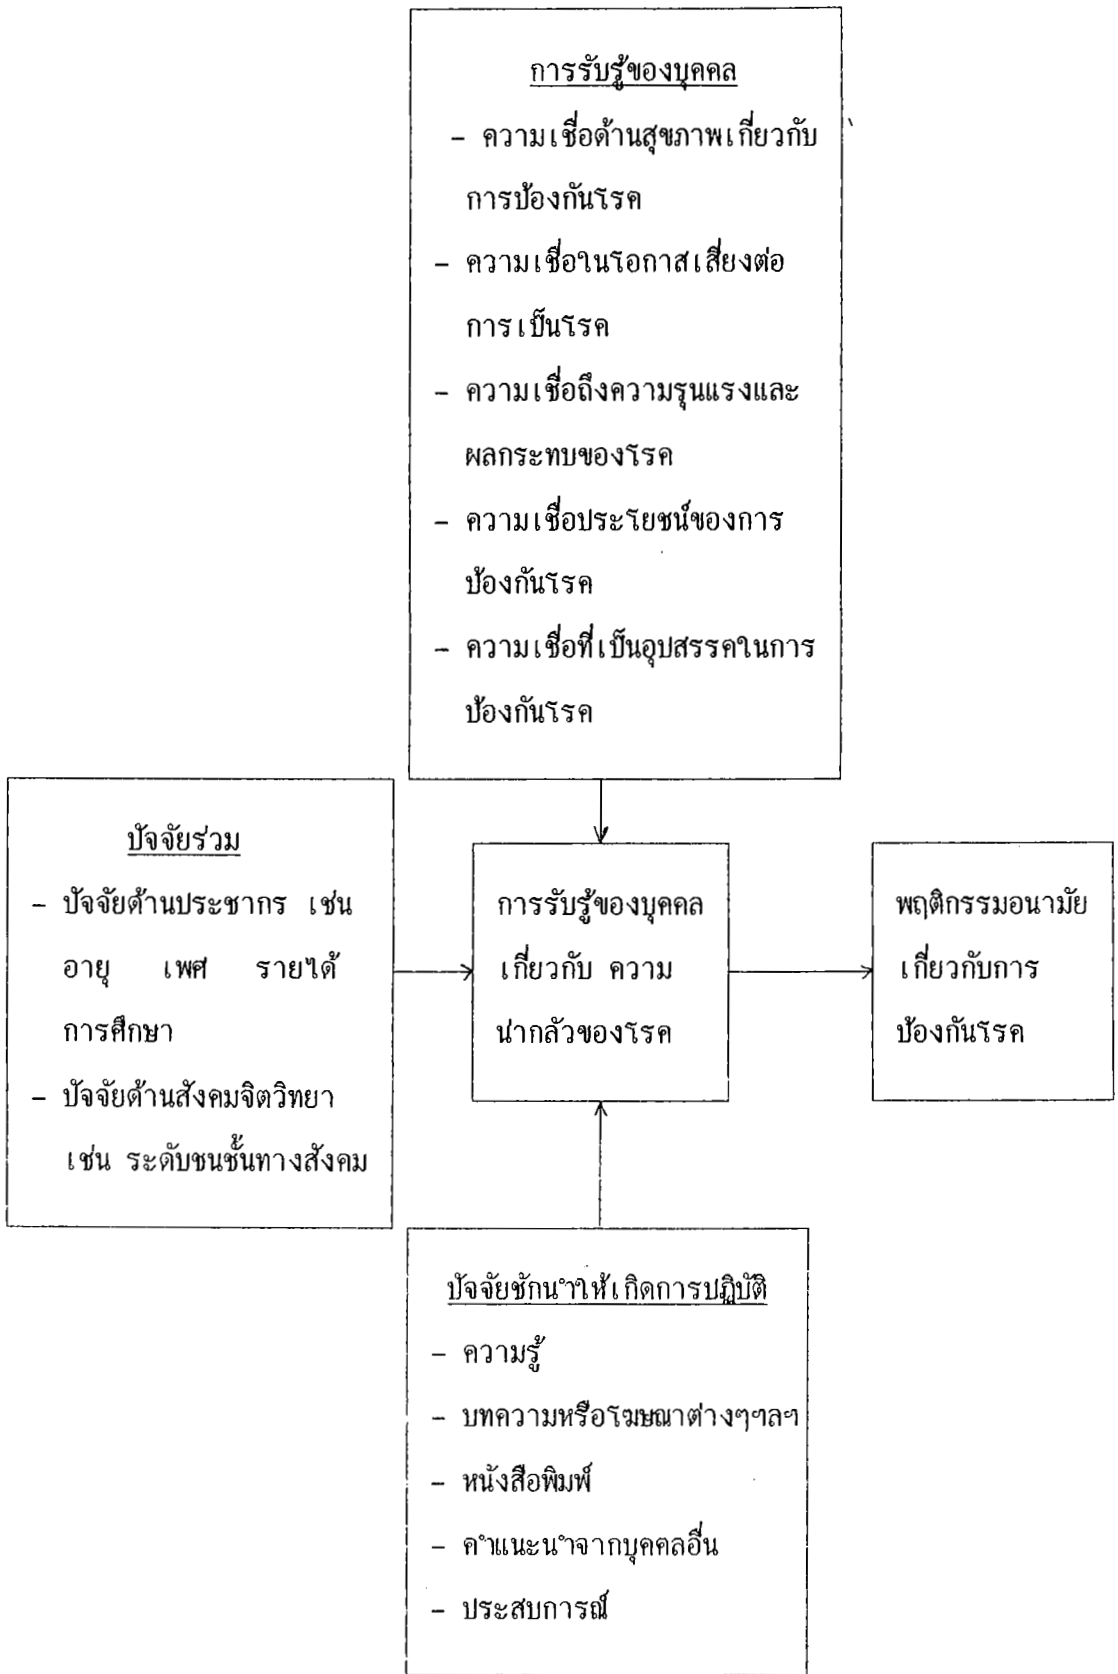 การรับรู้ของบุคคล
- ความเชื่อด้านสุขภาพเกี่ยวกับ
การป้องกันโรค
- ความเชื่อในโอกาสเสี่ยงต่อ
การเป็นโรค
- ความเชื่อถึงความรุนแรงและ
ผลกระทบของโรค
- ความเชื่อประโยชน์ของการ
ป้องกันโรค
- ความเชื่อที่เป็นอุปสรรคในการ
ป้องกันโรค
ปัจจัยร่วม
- ปัจจัยด้านประชากร เช่น
อายุ เพศ รายได้
การศึกษา
- ปัจจัยด้านสังคมจิตวิทยา
เช่น ระดับชนชั้นทางสังคม
การรับรู้ของบุคคล
เกี่ยวกับ ความ
น่ากลัวของโรค
พฤติกรรมอนามัย
เกี่ยวกับการ
ป้องกันโรค
ปัจจัยชักนำให้เกิดการปฏิบัติ
- ความรู้
- บทความหรือโฆษณาต่างๆฯลฯ
- หนังสือพิมพ์
- คำแนะนำจากบุคคลอื่น
- ประสบการณ์